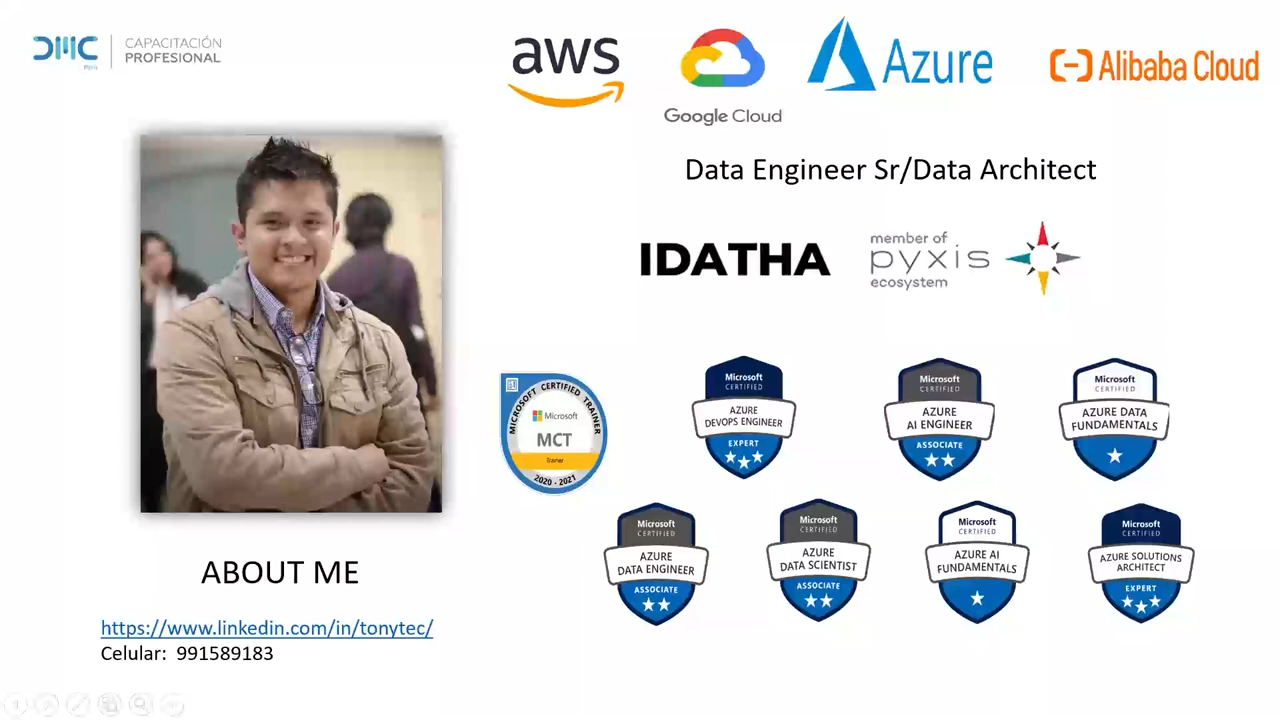 DMC
Perú
CAPACITACIÓN
PROFESIONAL
aws
Google Cloud
Azure
Alibaba Cloud
Data Engineer Sr/Data Architect
IDATHA
member of
pyxis
ecosystem
MICROSOFT CERTIFIED TRAINER
Microsoft
MCT
Trainer
2020 - 2021
Microsoft
CERTIFIED
AZURE
DEVOPS ENGINEER
EXPERT
Microsoft
CERTIFIED
AZURE
AI ENGINEER
ASSOCIATE
Microsoft
CERTIFIED
AZURE DATA
FUNDAMENTALS
Microsoft
CERTIFIED
AZURE
DATA ENGINEER
ASSOCIATE
Microsoft
CERTIFIED
AZURE
DATA SCIENTIST
ASSOCIATE
Microsoft
CERTIFIED
AZURE AI
FUNDAMENTALS
Microsoft
CERTIFIED
AZURE SOLUTIONS
ARCHITECT
EXPERT
ABOUT ME
https://www.linkedin.com/in/tonytec/
Celular: 991589183